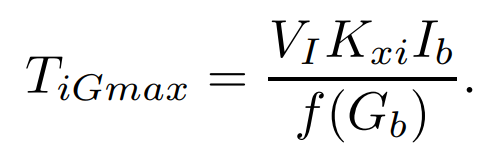 T_{iGmax} = \frac{V_I K_{xi} I_b}{f(G_b)}.